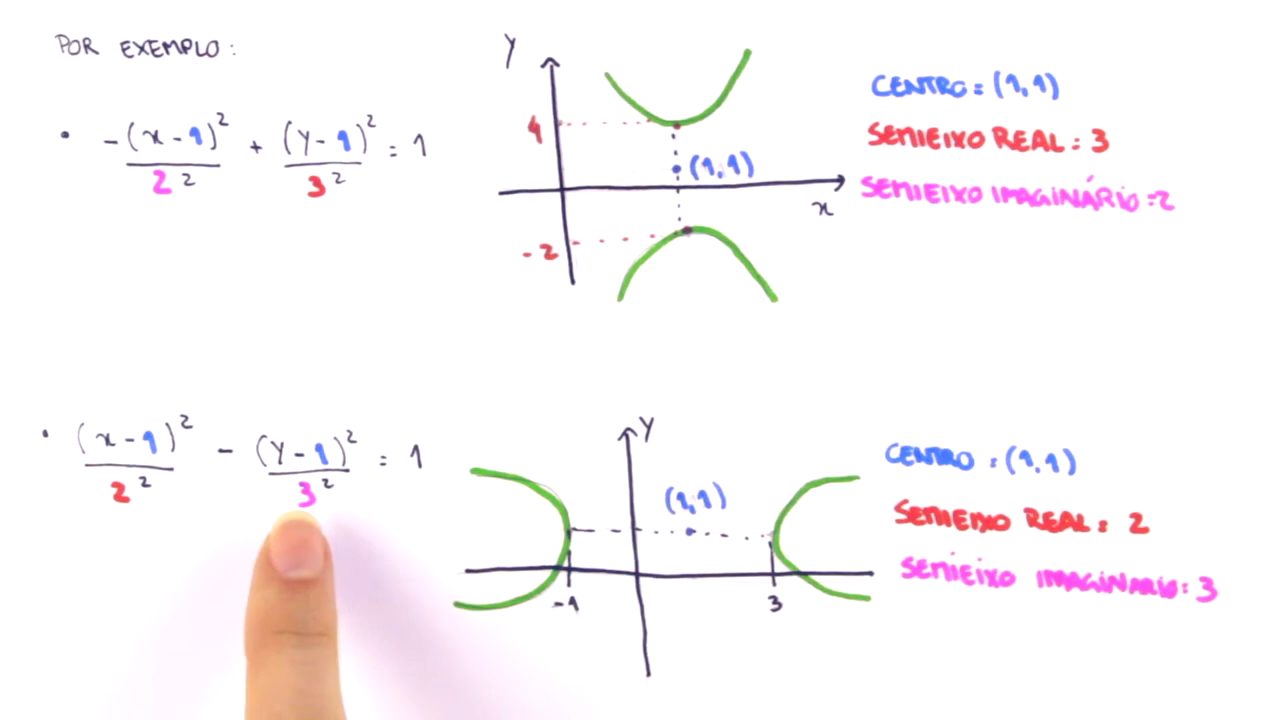 POR EXEMPLO:
• -(x-1)²/2² + (y-1)²/3² = 1
y
4
(1,1)
x
-2
CENTRO = (1,1)
SEMIEIXO REAL: 3
SEMIEIXO IMAGINÁRIO = 2
• (x-1)²/2² - (y-1)²/3² = 1
y
(1,1)
-1
3
CENTRO : (1,1)
SEMIEIXO REAL : 2
SEMIEIXO IMAGINARIO: 3